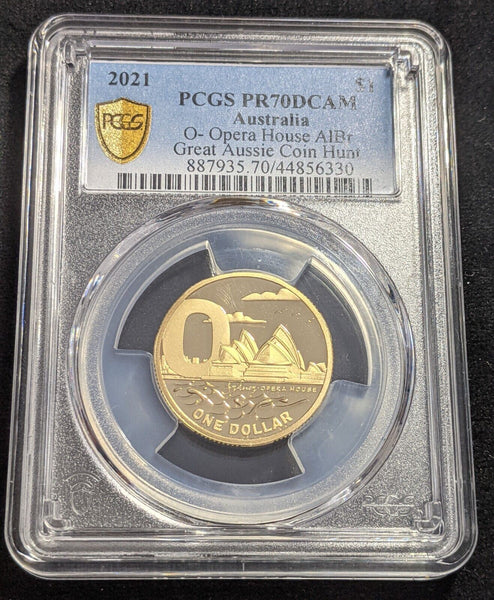 2021 $1
PCGS PR70DCAM
Australia
O- Opera House AlBr
Great Aussie Coin Hunt
887935.70/44856330
PCGS
O
Sydney OPERA HOUSE
ONE DOLLAR
PCGS